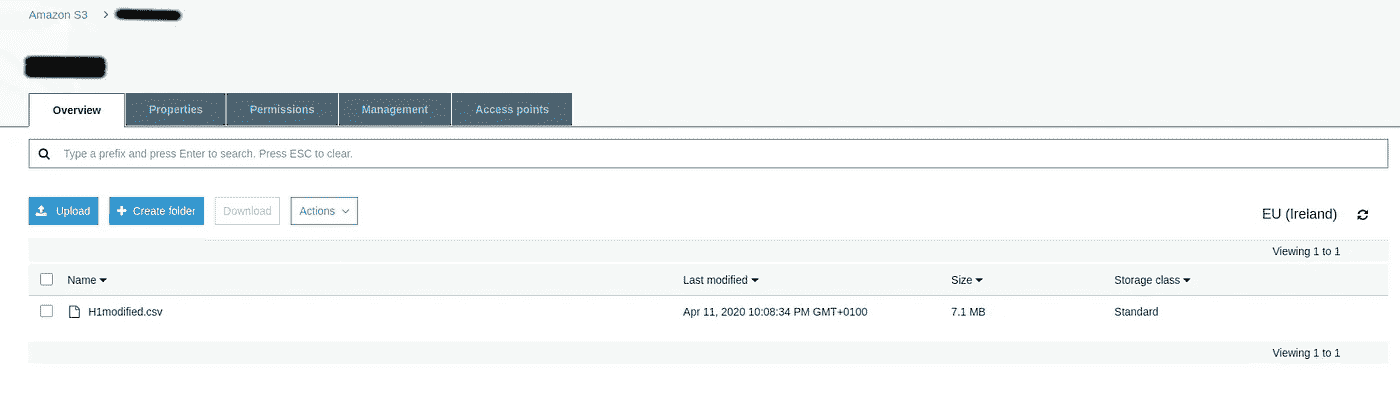 Amazon S3
Overview Properties Permissions Management Access points
Type a prefix and press Enter to search. Press ESC to clear.
Upload Create folder Download Actions EU (Ireland)
Viewing 1 to 1
Name Last modified Size Storage class
H1modified.csv Apr 11, 2020 10:08:34 PM GMT+0100 7.1 MB Standard
Viewing 1 to 1